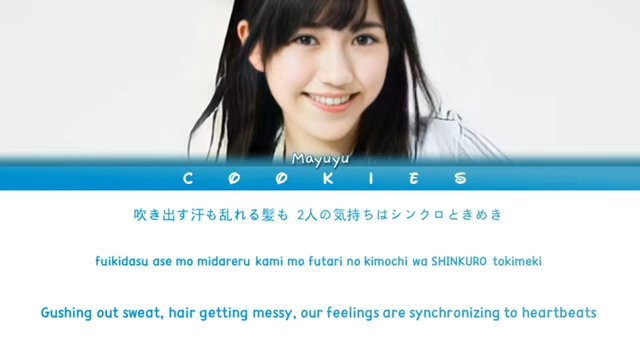 Mayuyu
COOKIES
吹き出す汗も乱れる髪も 2人の気持ちはシンクロときめき
fuikidasu ase mo midareru kami mo futari no kimochi wa SHINKURO tokimeki
Gushing out sweat, hair getting messy, our feelings are synchronizing to heartbeats